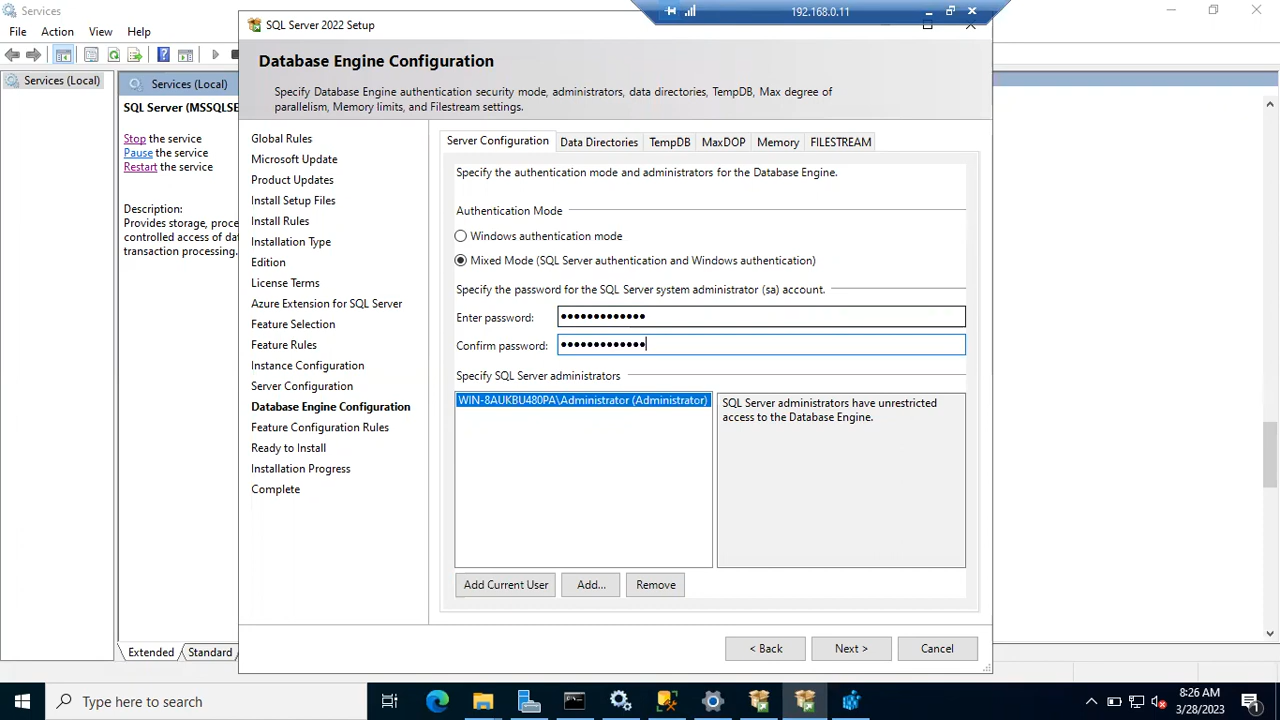 192.168.0.11
Services
File Action View Help
Services (Local)
Services (Local)
SQL Server (MSSQLSE
Stop the service
Pause the service
Restart the service
Description:
Provides storage, proce
controlled access of dat
transaction processing.
Extended
Standard
SQL Server 2022 Setup
Database Engine Configuration
Specify Database Engine authentication security mode, administrators, data directories, TempDB, Max degree of
parallelism, Memory limits, and Filestream settings.
Global Rules
Microsoft Update
Product Updates
Install Setup Files
Install Rules
Installation Type
Edition
License Terms
Azure Extension for SQL Server
Feature Selection
Feature Rules
Instance Configuration
Server Configuration
Database Engine Configuration
Feature Configuration Rules
Ready to Install
Installation Progress
Complete
Server Configuration Data Directories TempDB MaxDOP Memory FILESTREAM
Specify the authentication mode and administrators for the Database Engine.
Authentication Mode
Windows authentication mode
Mixed Mode (SQL Server authentication and Windows authentication)
Specify the password for the SQL Server system administrator (sa) account.
Enter password: ●●●●●●●●●●●●●
Confirm password: ●●●●●●●●●●●●●
Specify SQL Server administrators
WIN-8AUKBU480PA\Administrator (Administrator)
SQL Server administrators have unrestricted
access to the Database Engine.
Add Current User Add... Remove
< Back Next > Cancel
Type here to search
8:26 AM
3/28/2023
1